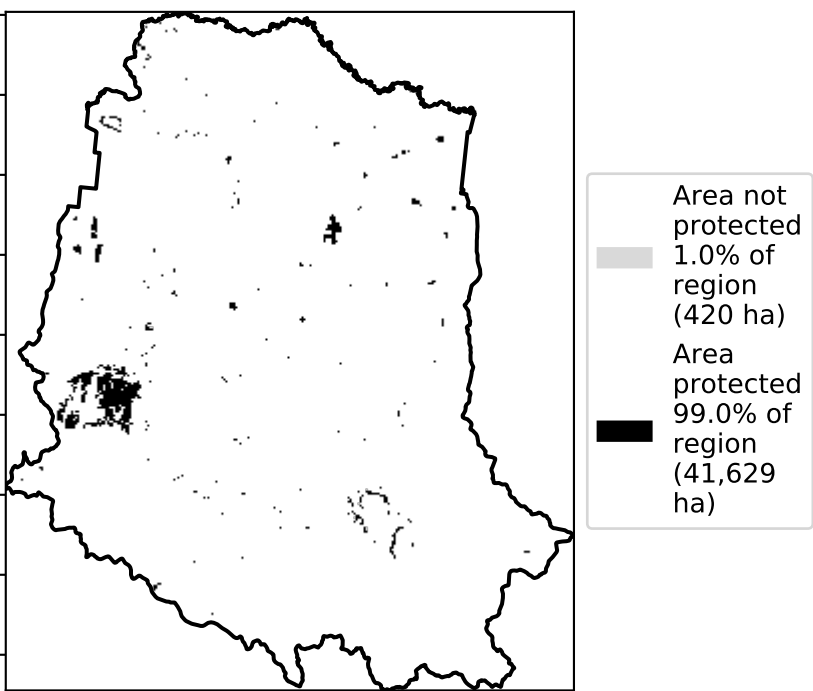 Area not
protected
1.0% of
region
(420 ha)
Area
protected
99.0% of
region
(41,629
ha)